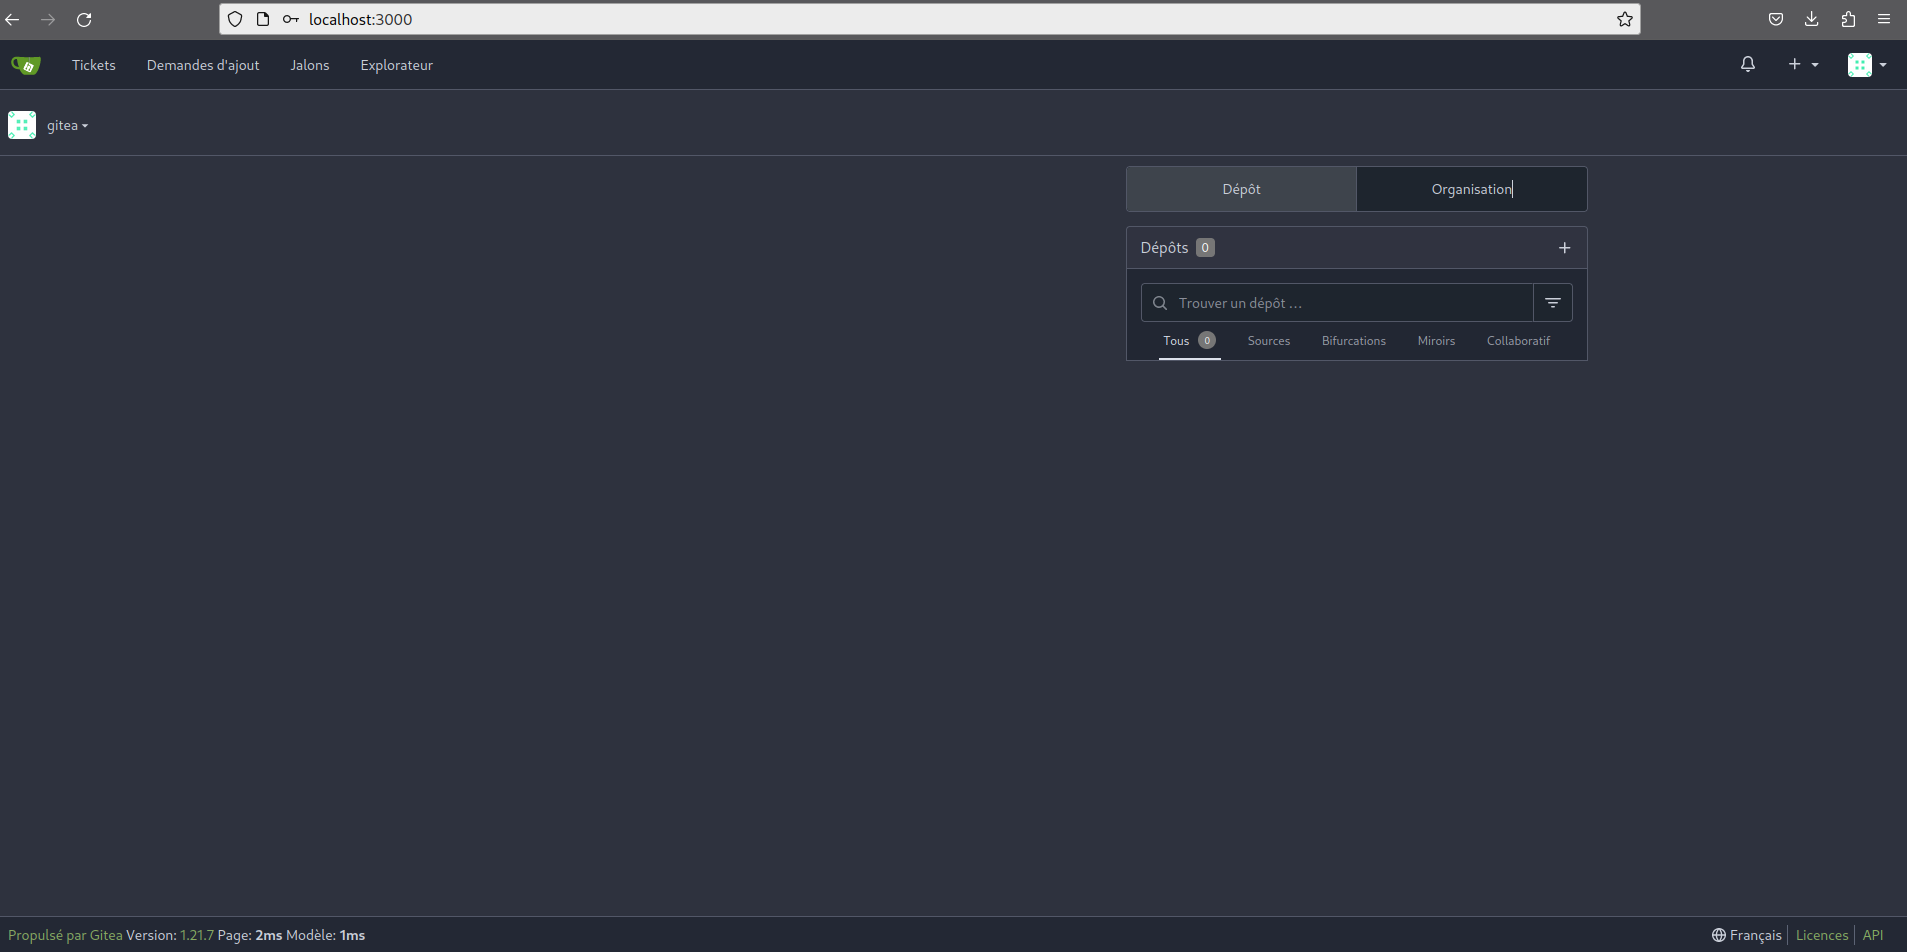 localhost:3000
Tickets Demandes d'ajout Jalons Explorateur
gitea
Dépôt Organisation
Dépôts 0
Trouver un dépôt ...
Tous 0 Sources Bifurcations Miroirs Collaboratif
Propulsé par Gitea Version: 1.21.7 Page: 2ms Modèle: 1ms Français Licences API